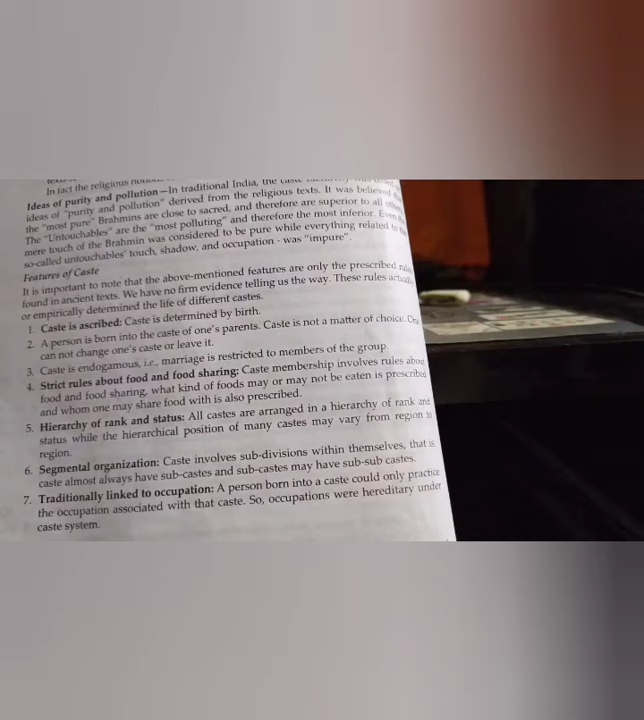 In fact the religious
Ideas of purity and pollution—In traditional India, the
ideas of "purity and pollution" derived from the religious texts. It was believed
the "most pure" Brahmins are close to sacred, and therefore are superior to all
The "Untouchables" are the "most polluting" and therefore the most inferior.
mere touch of the Brahmin was considered to be pure while everything related to
so-called untouchables' touch, shadow, and occupation - was "impure".
Features of Caste
It is important to note that the above-mentioned features are only the prescribed
found in ancient texts. We have no firm evidence telling us the way. These rules
or empirically determined the life of different castes.
1. Caste is ascribed: Caste is determined by birth.
2. A person is born into the caste of one's parents. Caste is not a matter of choice.
can not change one's caste or leave it.
3. Caste is endogamous, i.e., marriage is restricted to members of the group.
4. Strict rules about food and food sharing: Caste membership involves rules about
food and food sharing, what kind of foods may or may not be eaten is prescribed
and whom one may share food with is also prescribed.
5. Hierarchy of rank and status: All castes are arranged in a hierarchy of rank and
status while the hierarchical position of many castes may vary from region to
region.
6. Segmental organization: Caste involves sub-divisions within themselves, that is
caste almost always have sub-castes and sub-castes may have sub-sub castes.
7. Traditionally linked to occupation: A person born into a caste could only practice
the occupation associated with that caste. So, occupations were hereditary under
caste system.